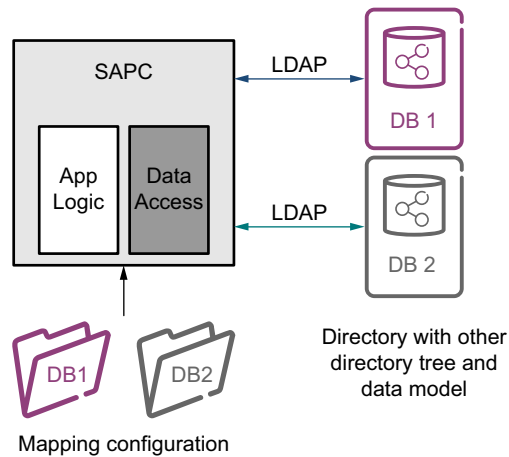 SAPC
App
Logic
Data
Access
LDAP
DB 1
LDAP
DB 2
DB1
DB2
Mapping configuration
Directory with other
directory tree and
data model